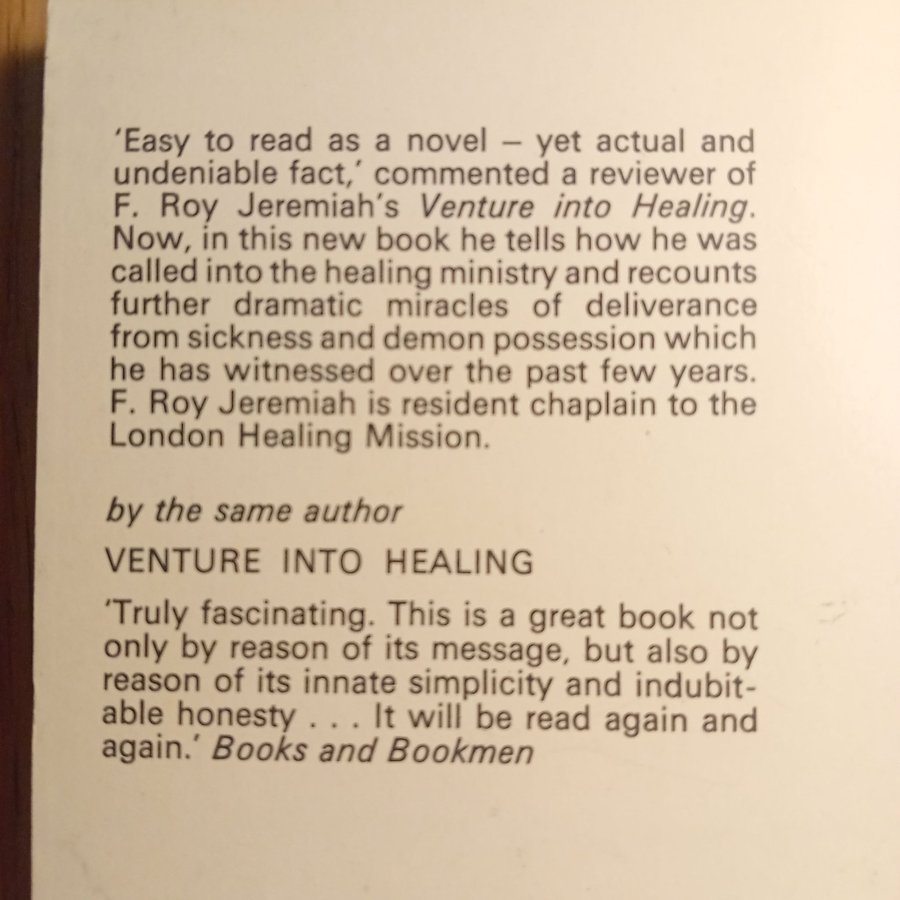 ‘Easy to read as a novel – yet actual and
undeniable fact,’ commented a reviewer of
F. Roy Jeremiah’s Venture into Healing.
Now, in this new book he tells how he was
called into the healing ministry and recounts
further dramatic miracles of deliverance
from sickness and demon possession which
he has witnessed over the past few years.
F. Roy Jeremiah is resident chaplain to the
London Healing Mission.
by the same author
VENTURE INTO HEALING
‘Truly fascinating. This is a great book not
only by reason of its message, but also by
reason of its innate simplicity and indubit-
able honesty . . . It will be read again and
again.’ Books and Bookmen